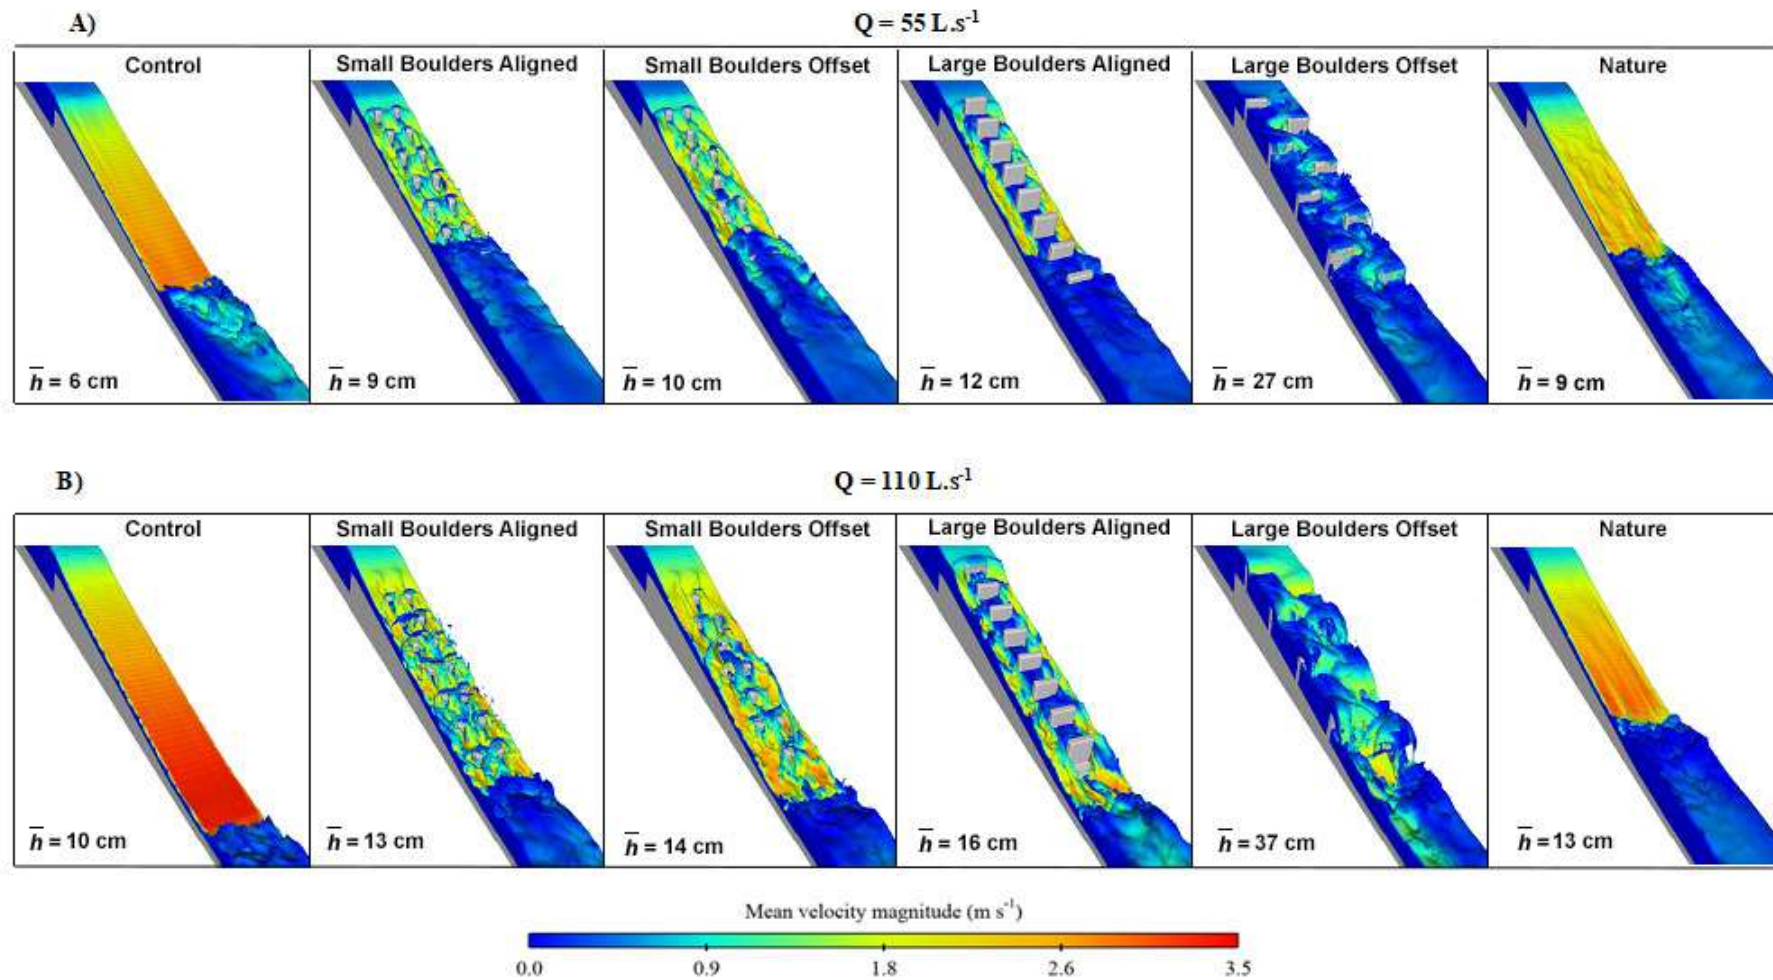 A)
Q = 55 L.s-1
Control
Small Boulders Aligned
Small Boulders Offset
Large Boulders Aligned
Large Boulders Offset
Nature
h̅ = 6 cm
h̅ = 9 cm
h̅ = 10 cm
h̅ = 12 cm
h̅ = 27 cm
h̅ = 9 cm
B)
Q = 110 L.s-1
Control
Small Boulders Aligned
Small Boulders Offset
Large Boulders Aligned
Large Boulders Offset
Nature
h̅ = 10 cm
h̅ = 13 cm
h̅ = 14 cm
h̅ = 16 cm
h̅ = 37 cm
h̅ = 13 cm
Mean velocity magnitude (m s-1)
0.0 0.9 1.8 2.6 3.5